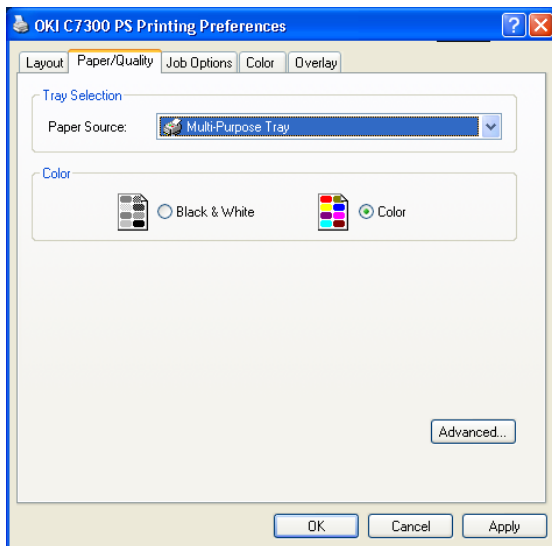 OKI C7300 PS Printing Preferences
Layout Paper/Quality Job Options Color Overlay
Tray Selection
Paper Source: Multi-Purpose Tray
Color
Black & White Color
Advanced...
OK Cancel Apply